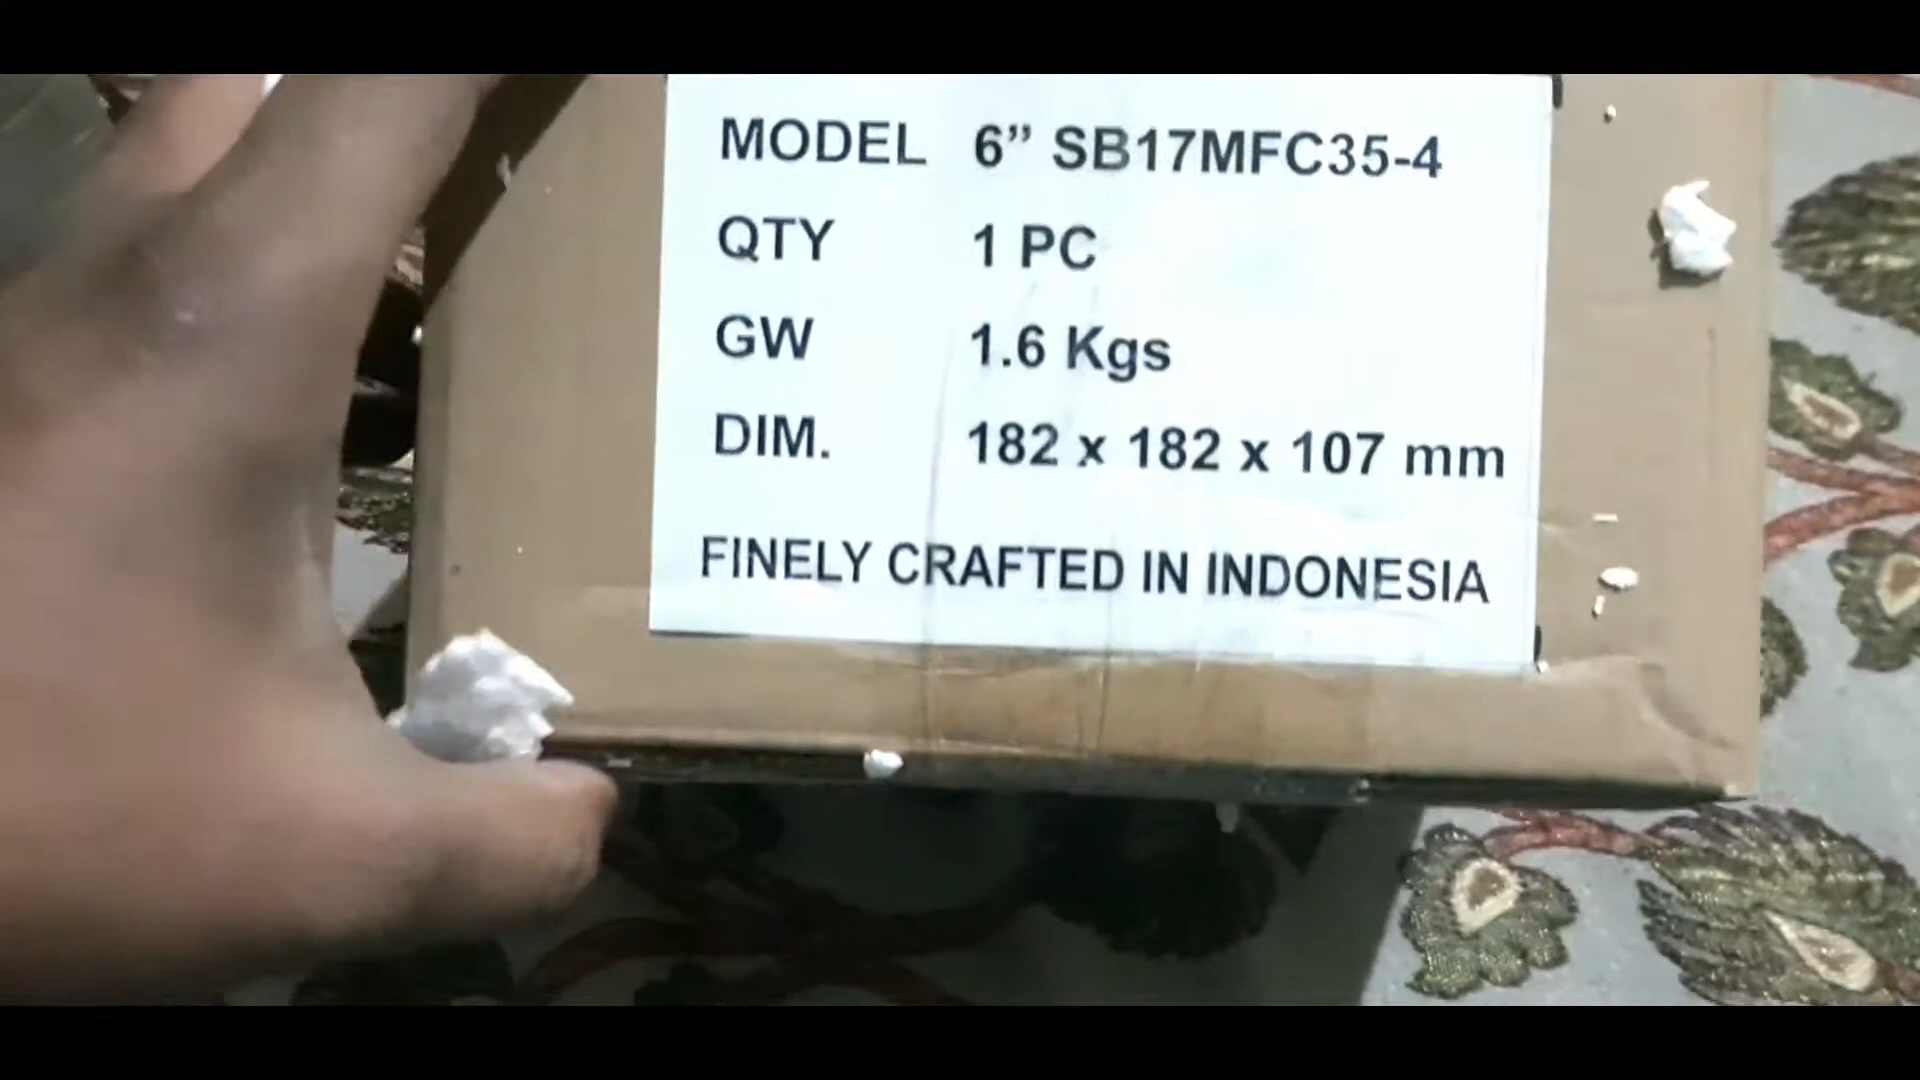 MODEL 6” SB17MFC35-4
QTY 1 PC
GW 1.6 Kgs
DIM. 182 x 182 x 107 mm
FINELY CRAFTED IN INDONESIA